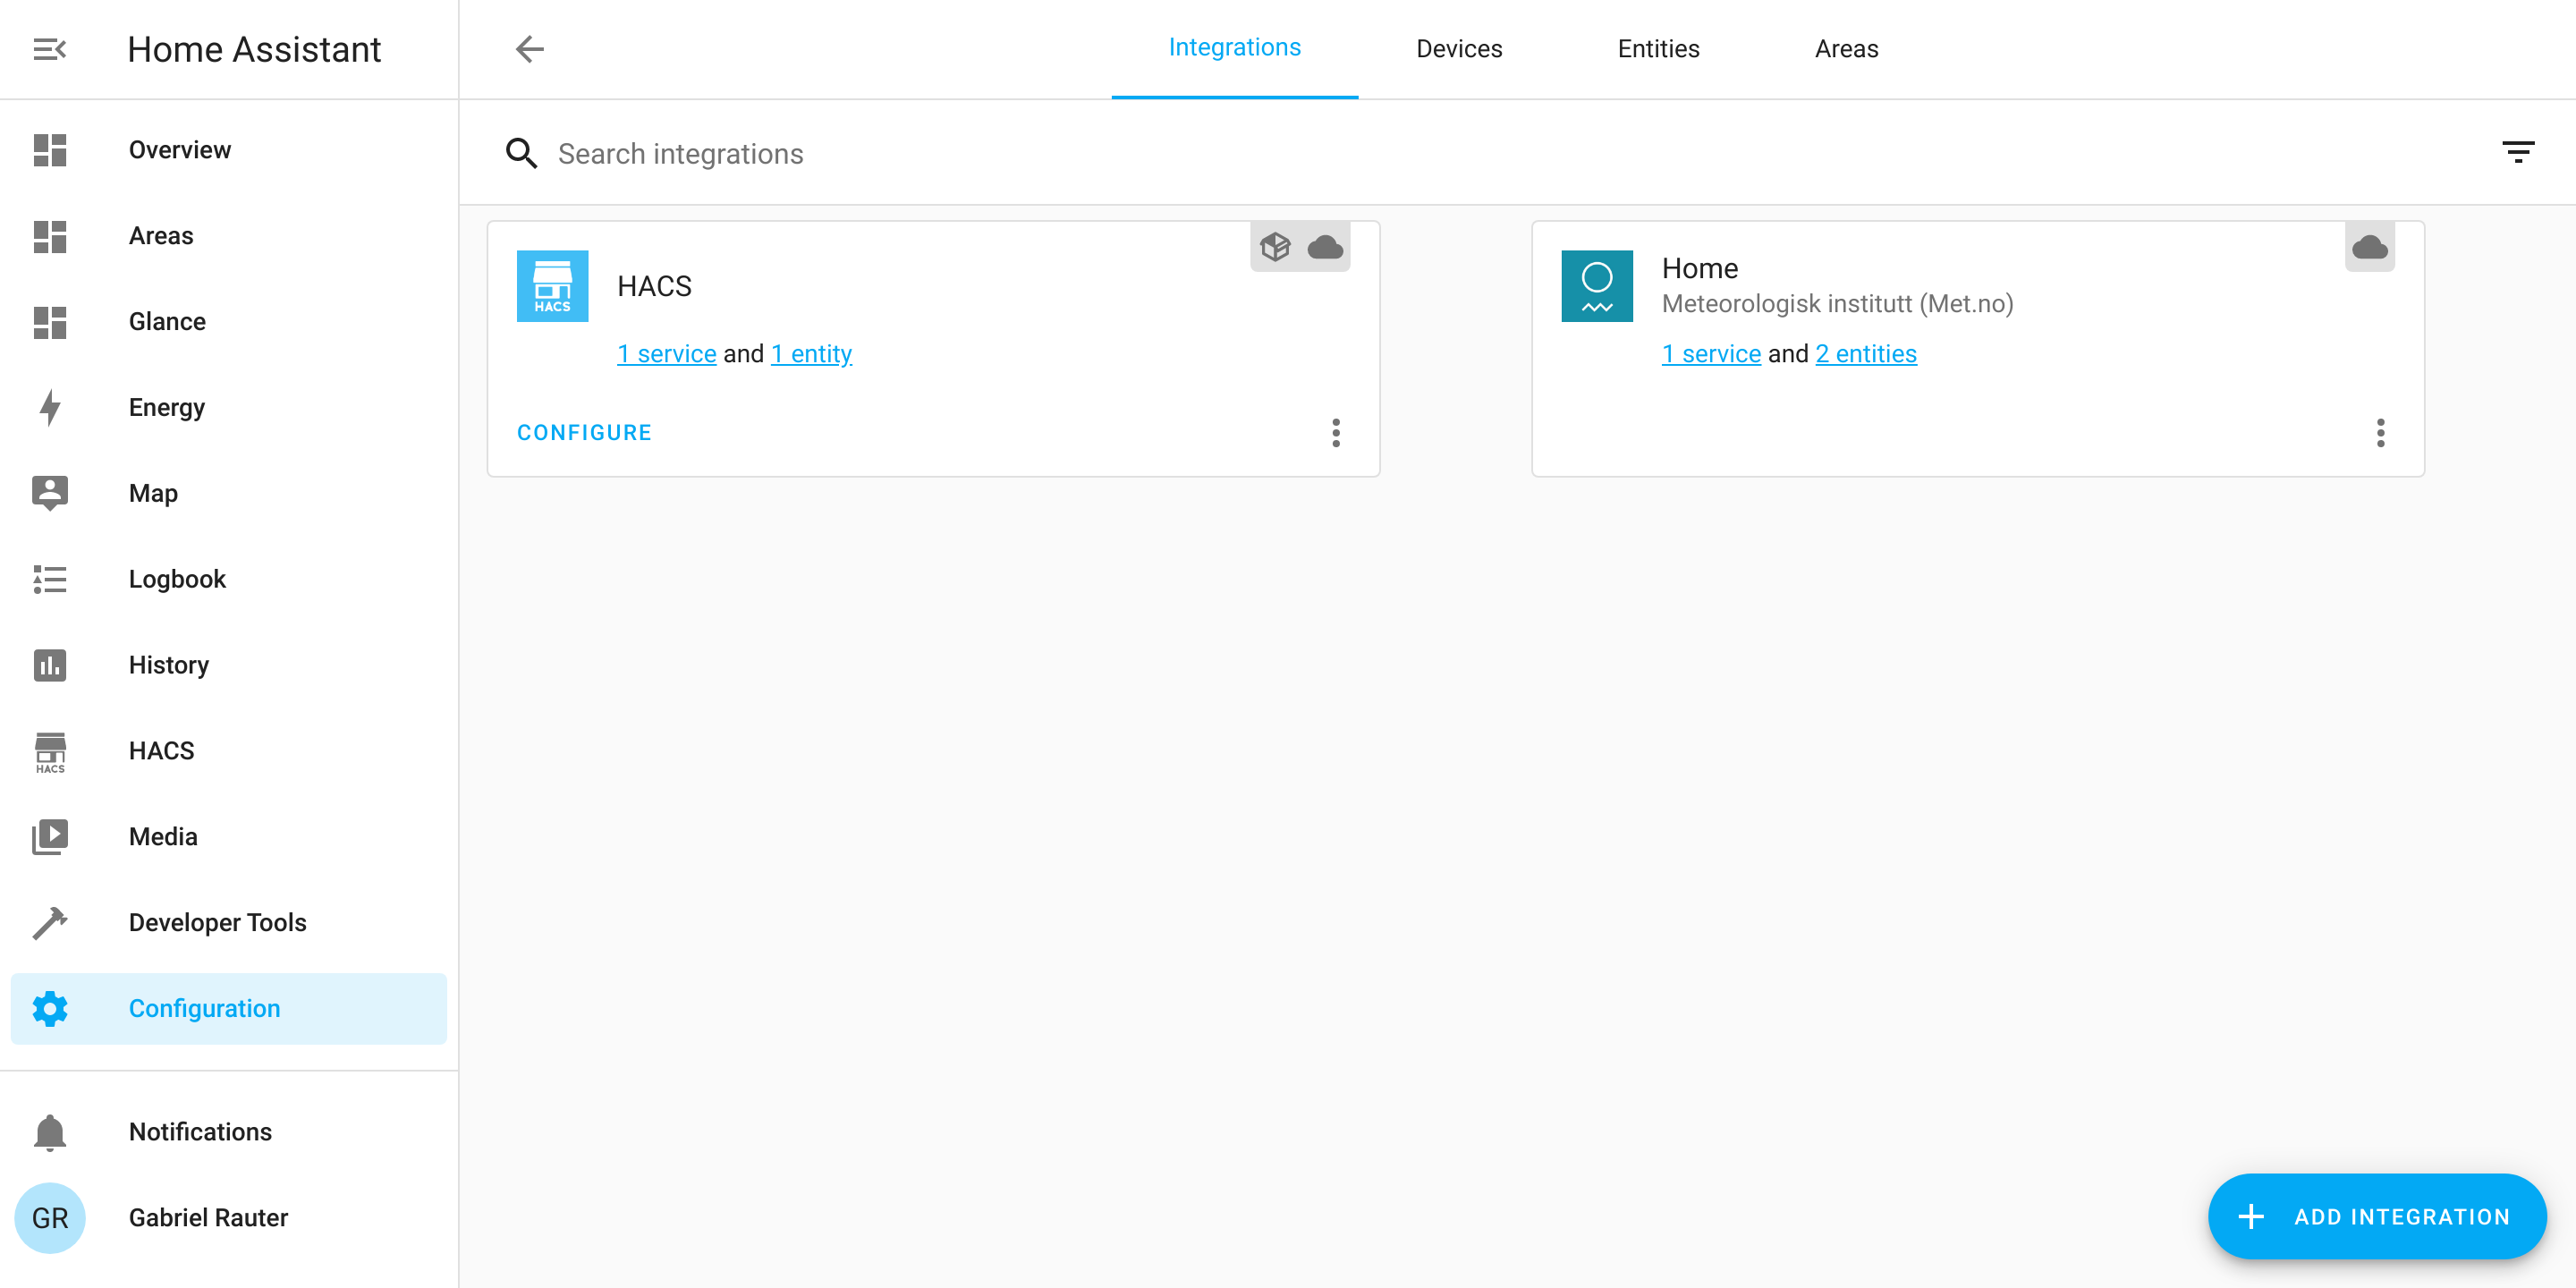 Home Assistant
Overview
Areas
Glance
Energy
Map
Logbook
History
HACS
HACS
Media
Developer Tools
Configuration
Notifications
GR
Gabriel Rauter
Integrations Devices Entities Areas
Search integrations
HACS
HACS
1 service and 1 entity
CONFIGURE
Home
Meteorologisk institutt (Met.no)
1 service and 2 entities
ADD INTEGRATION